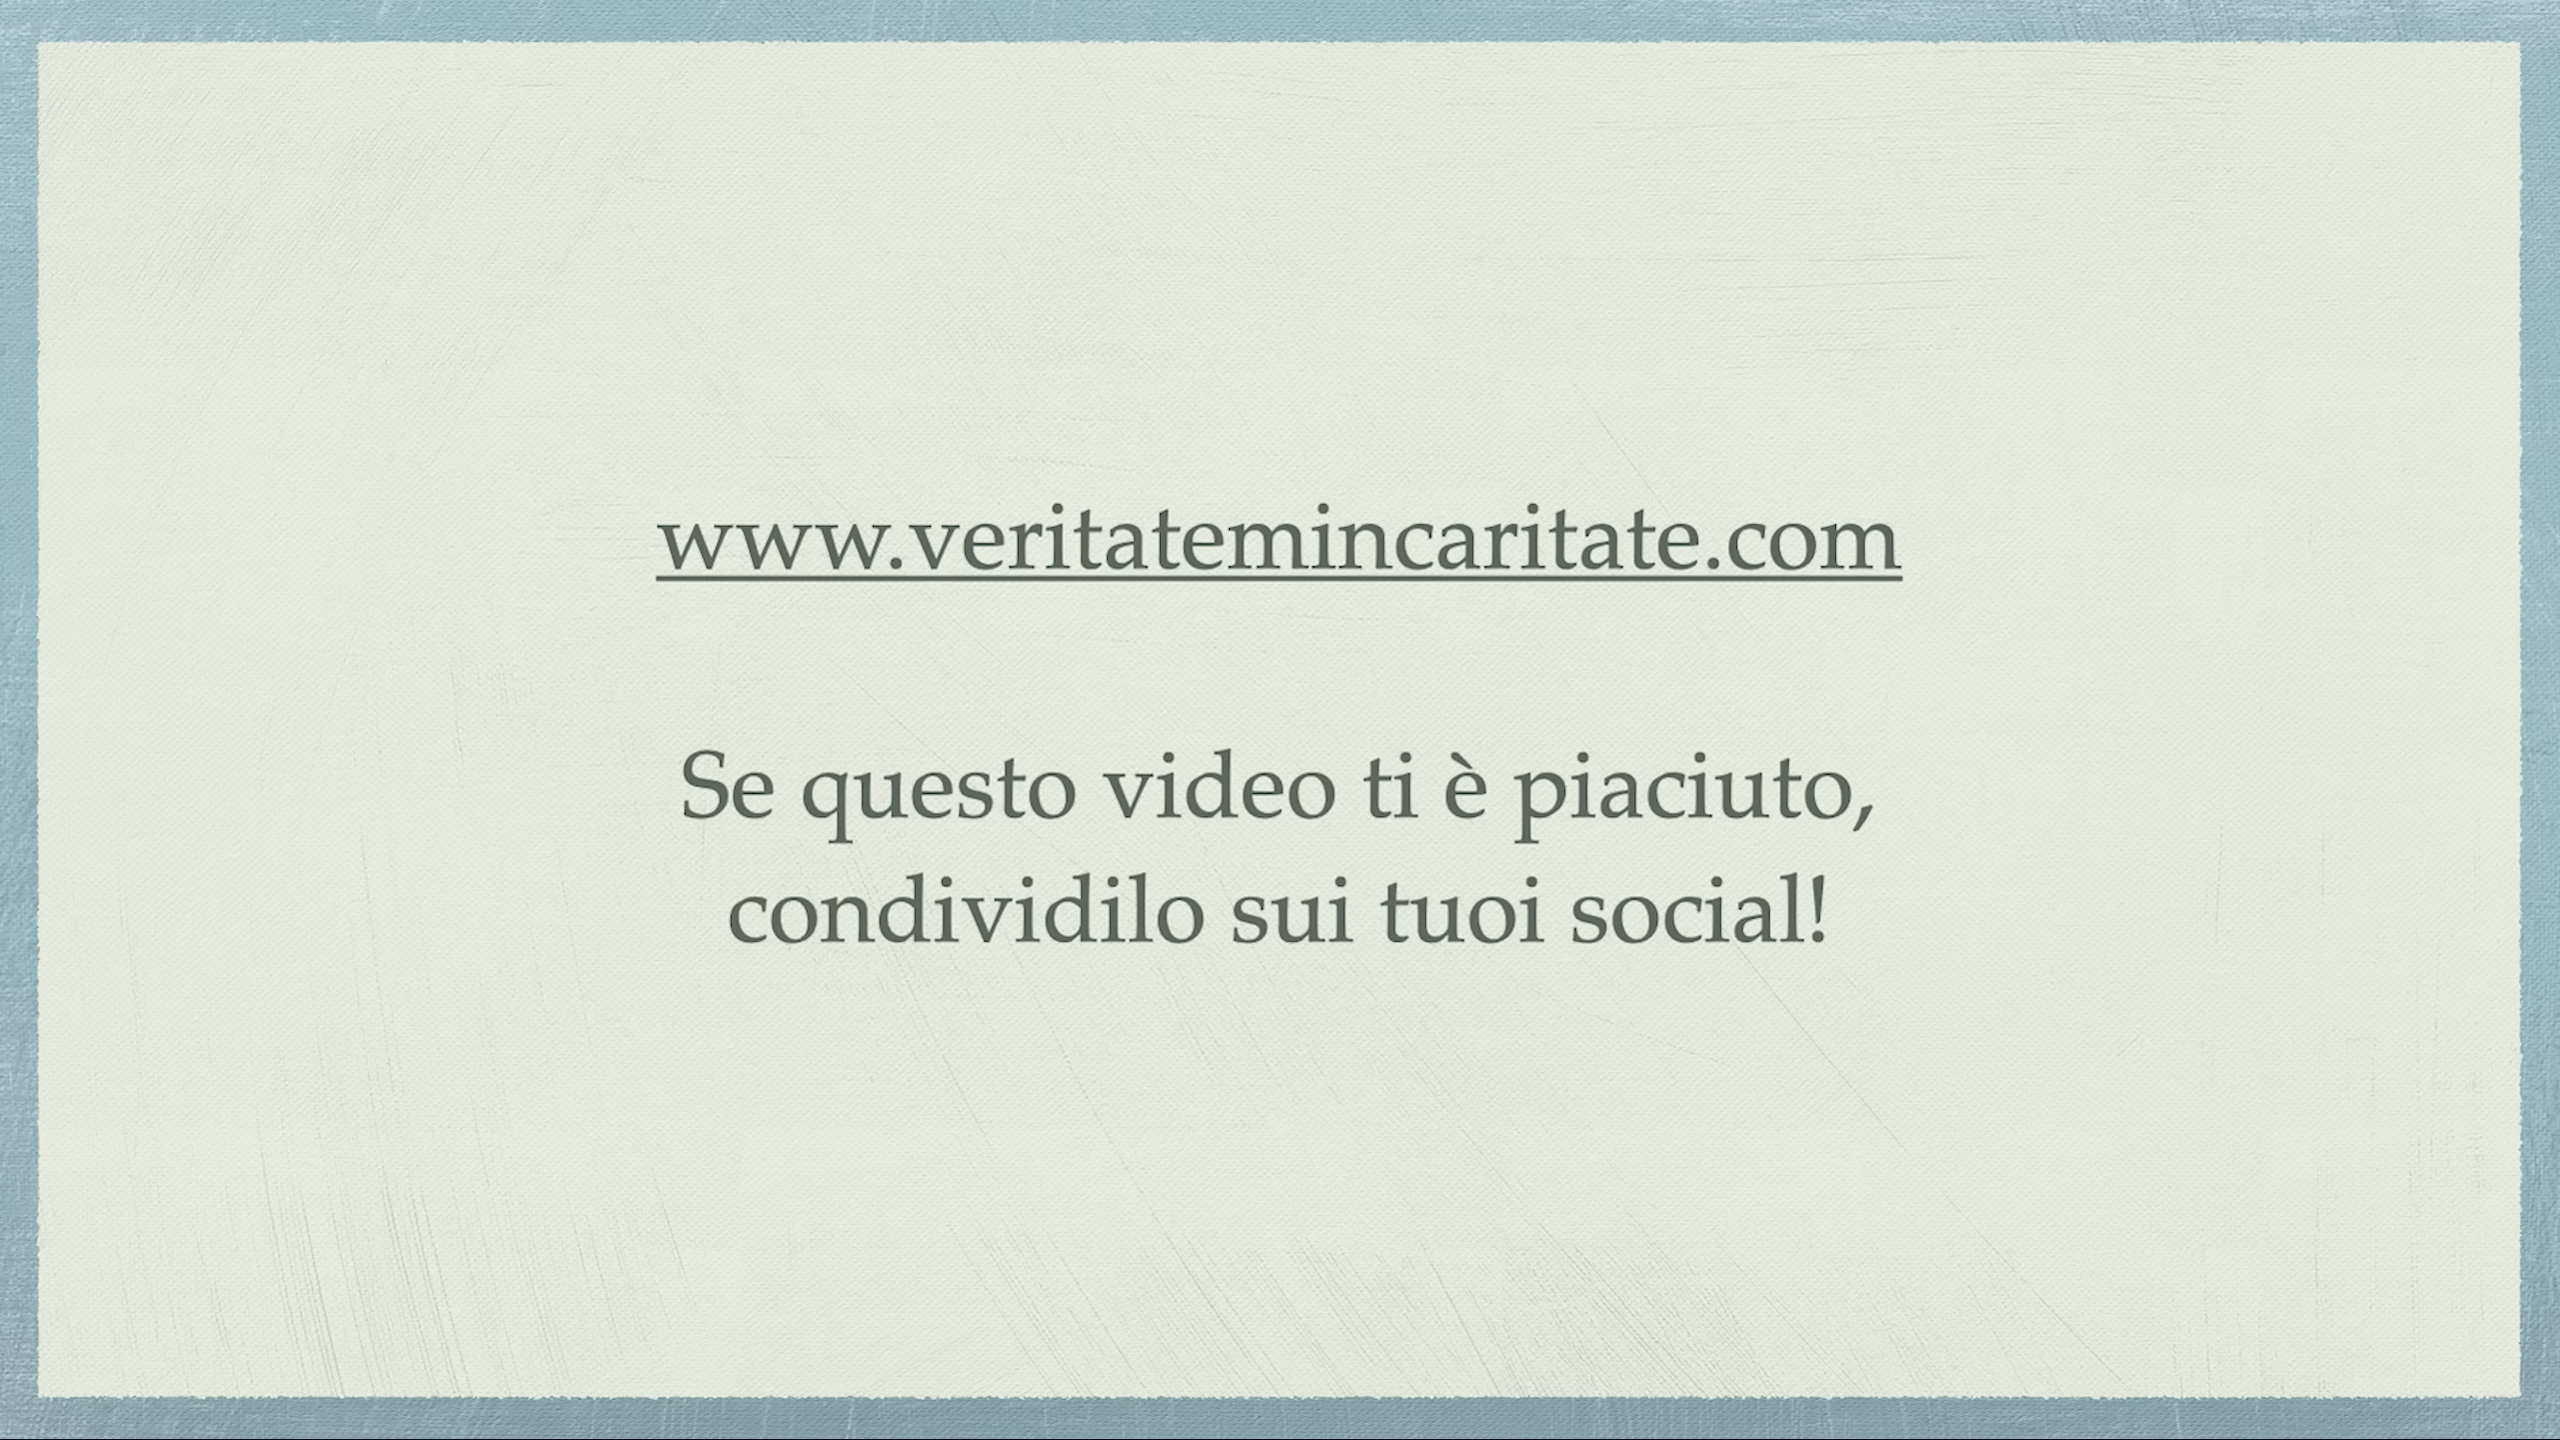 www.veritatemincaritate.com
Se questo video ti è piaciuto,
condividilo sui tuoi social!